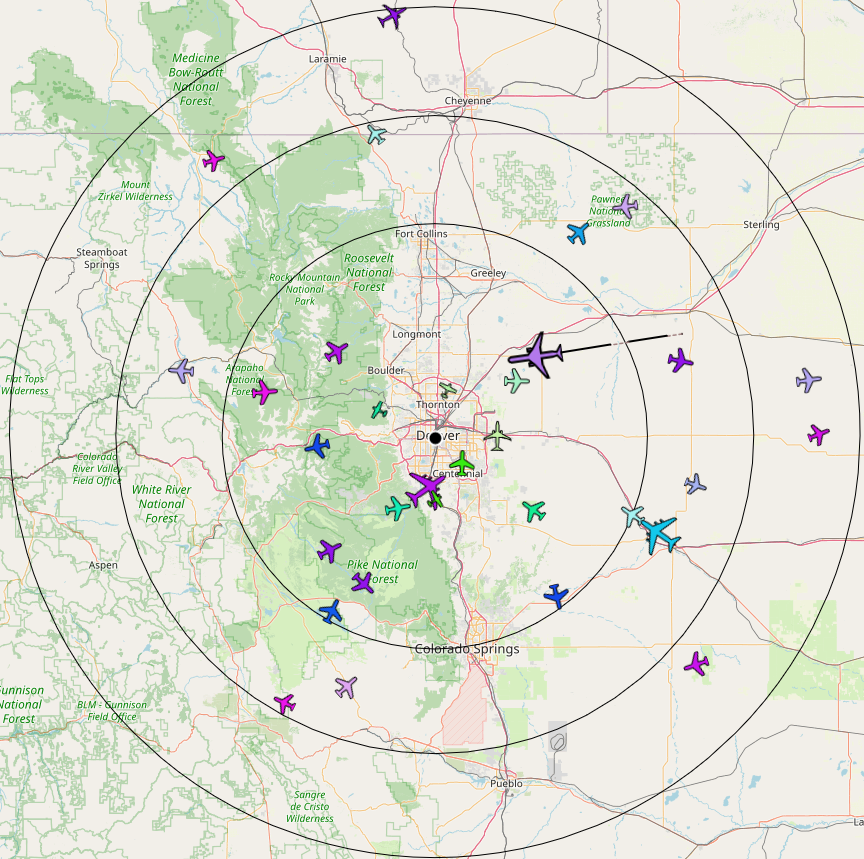 Medicine
Bow-Routt
National
Forest
Laramie
Cheyenne
Mount
Zirkel Wilderness
Pawnee
National
Grassland
Sterling
Fort Collins
Steamboat
Springs
Roosevelt
National
Forest
Rocky Mountain
National
Park
Greeley
Longmont
Boulder
Arapaho
National
Forest
Flat Tops
Wilderness
Thornton
Denver
Centennial
Colorado
River Valley
Field Office
White River
National
Forest
Aspen
Pike National
Forest
Colorado Springs
Gunnison
National
Forest
BLM - Gunnison
Field Office
Pueblo
Sangre
de Cristo
Wilderness
La